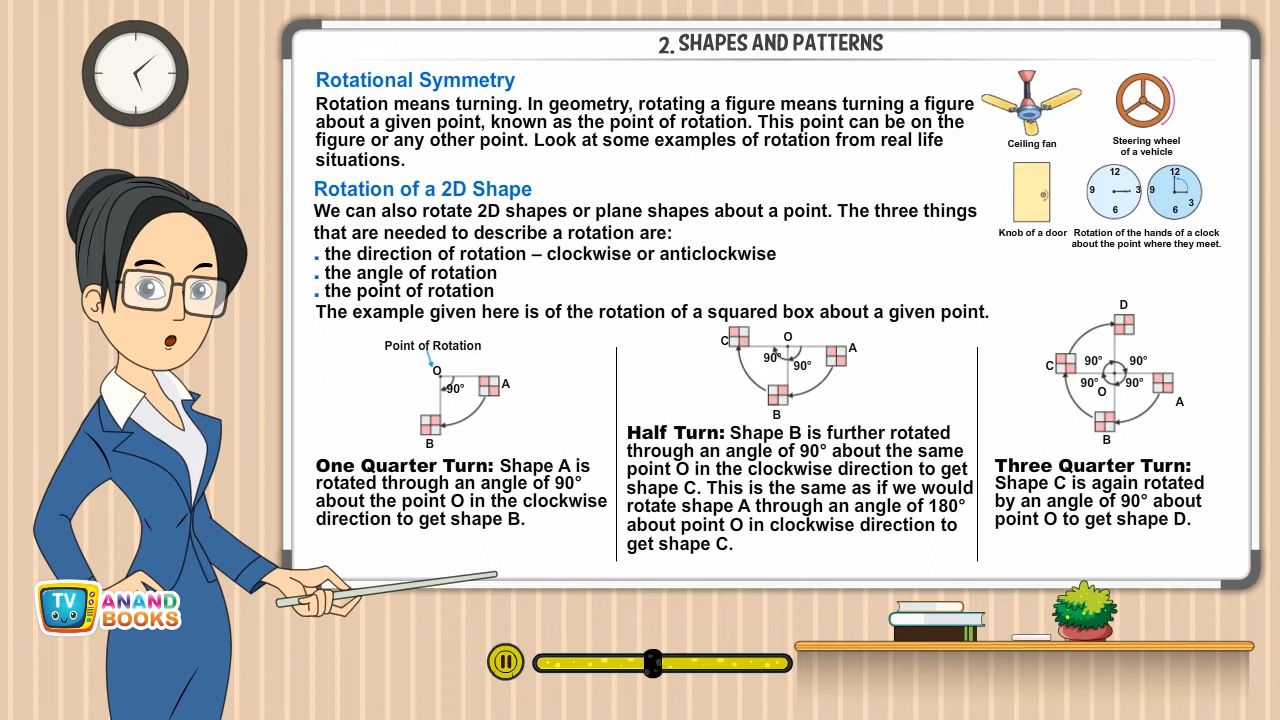 2. SHAPES AND PATTERNS
Rotational Symmetry
Rotation means turning. In geometry, rotating a figure means turning a figure
about a given point, known as the point of rotation. This point can be on the
figure or any other point. Look at some examples of rotation from real life
situations.
Ceiling fan
Steering wheel
of a vehicle
Knob of a door
12
9
3
6
12
9
3
6
Rotation of the hands of a clock
about the point where they meet.
Rotation of a 2D Shape
We can also rotate 2D shapes or plane shapes about a point. The three things
that are needed to describe a rotation are:
. the direction of rotation – clockwise or anticlockwise
. the angle of rotation
. the point of rotation
The example given here is of the rotation of a squared box about a given point.
Point of Rotation
O
90°
A
B
One Quarter Turn: Shape A is
rotated through an angle of 90°
about the point O in the clockwise
direction to get shape B.
C
O
A
90°
90°
B
Half Turn: Shape B is further rotated
through an angle of 90° about the same
point O in the clockwise direction to get
shape C. This is the same as if we would
rotate shape A through an angle of 180°
about point O in clockwise direction to
get shape C.
D
C
90°
90°
90°
90°
O
A
B
Three Quarter Turn:
Shape C is again rotated
by an angle of 90° about
point O to get shape D.
TV
ANAND
BOOKS